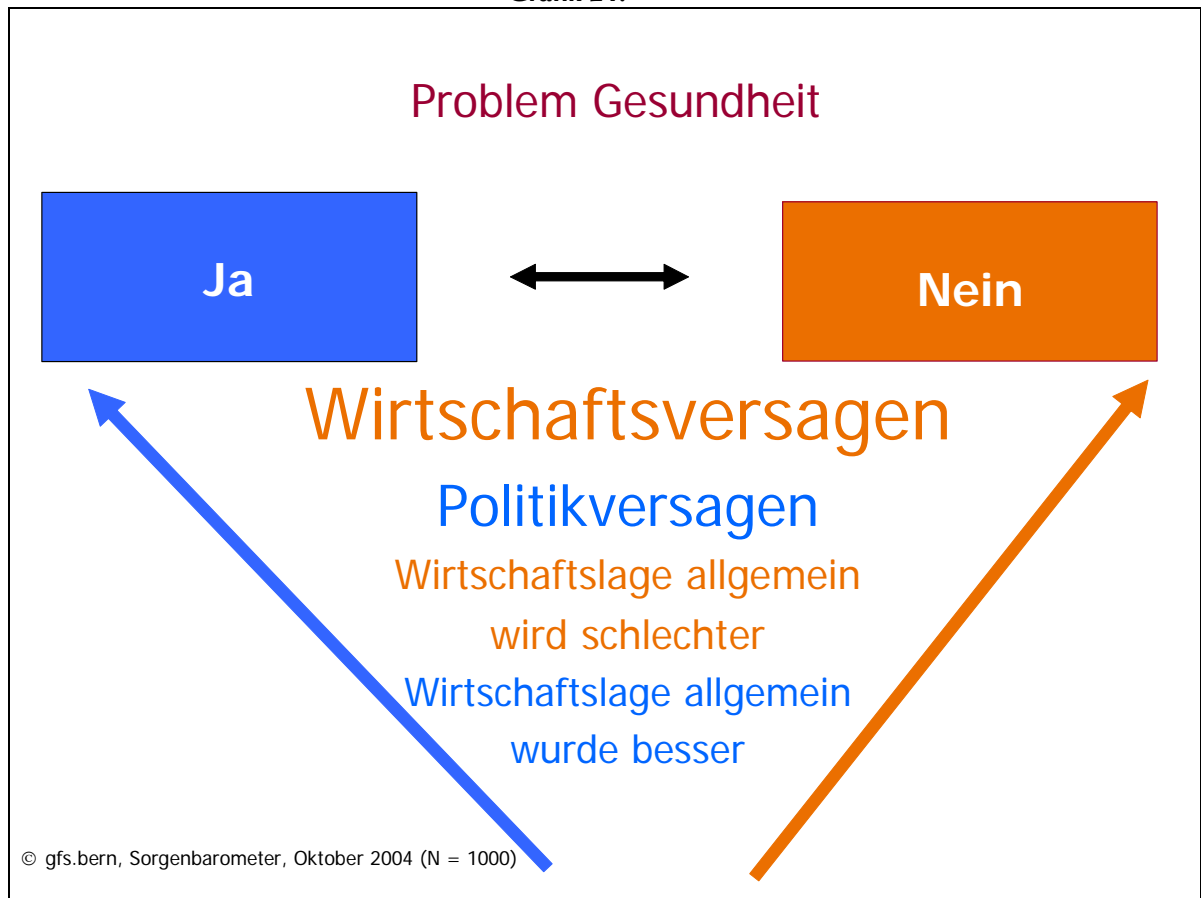 Problem Gesundheit
Ja
Nein
Wirtschaftsversagen
Politikversagen
Wirtschaftslage allgemein
wird schlechter
Wirtschaftslage allgemein
wurde besser
© gfs.bern, Sorgenbarometer, Oktober 2004 (N = 1000)